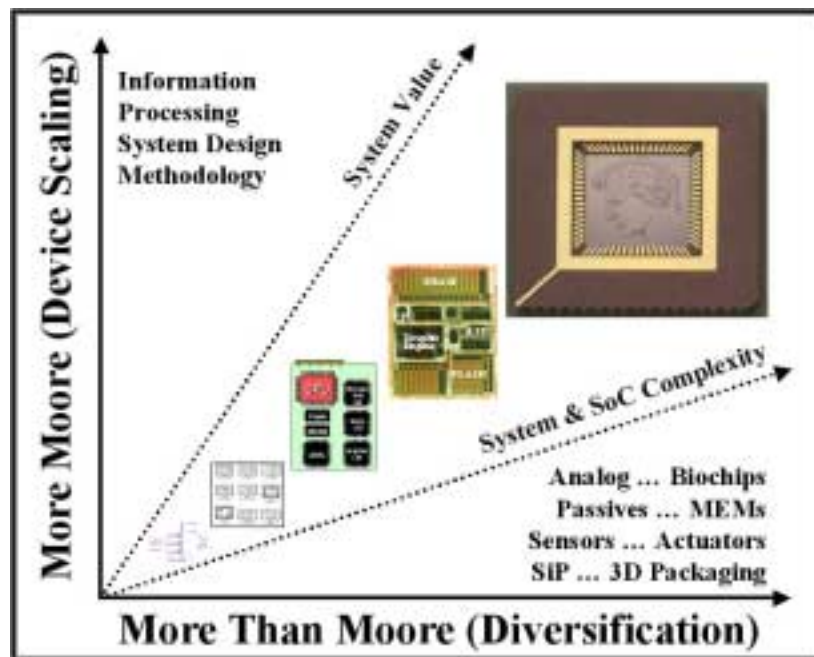 More Moore (Device Scaling)
Information
Processing
System Design
Methodology
System Value
System & SoC Complexity
Analog ... Biochips
Passives ... MEMs
Sensors ... Actuators
SiP ... 3D Packaging
More Than Moore (Diversification)